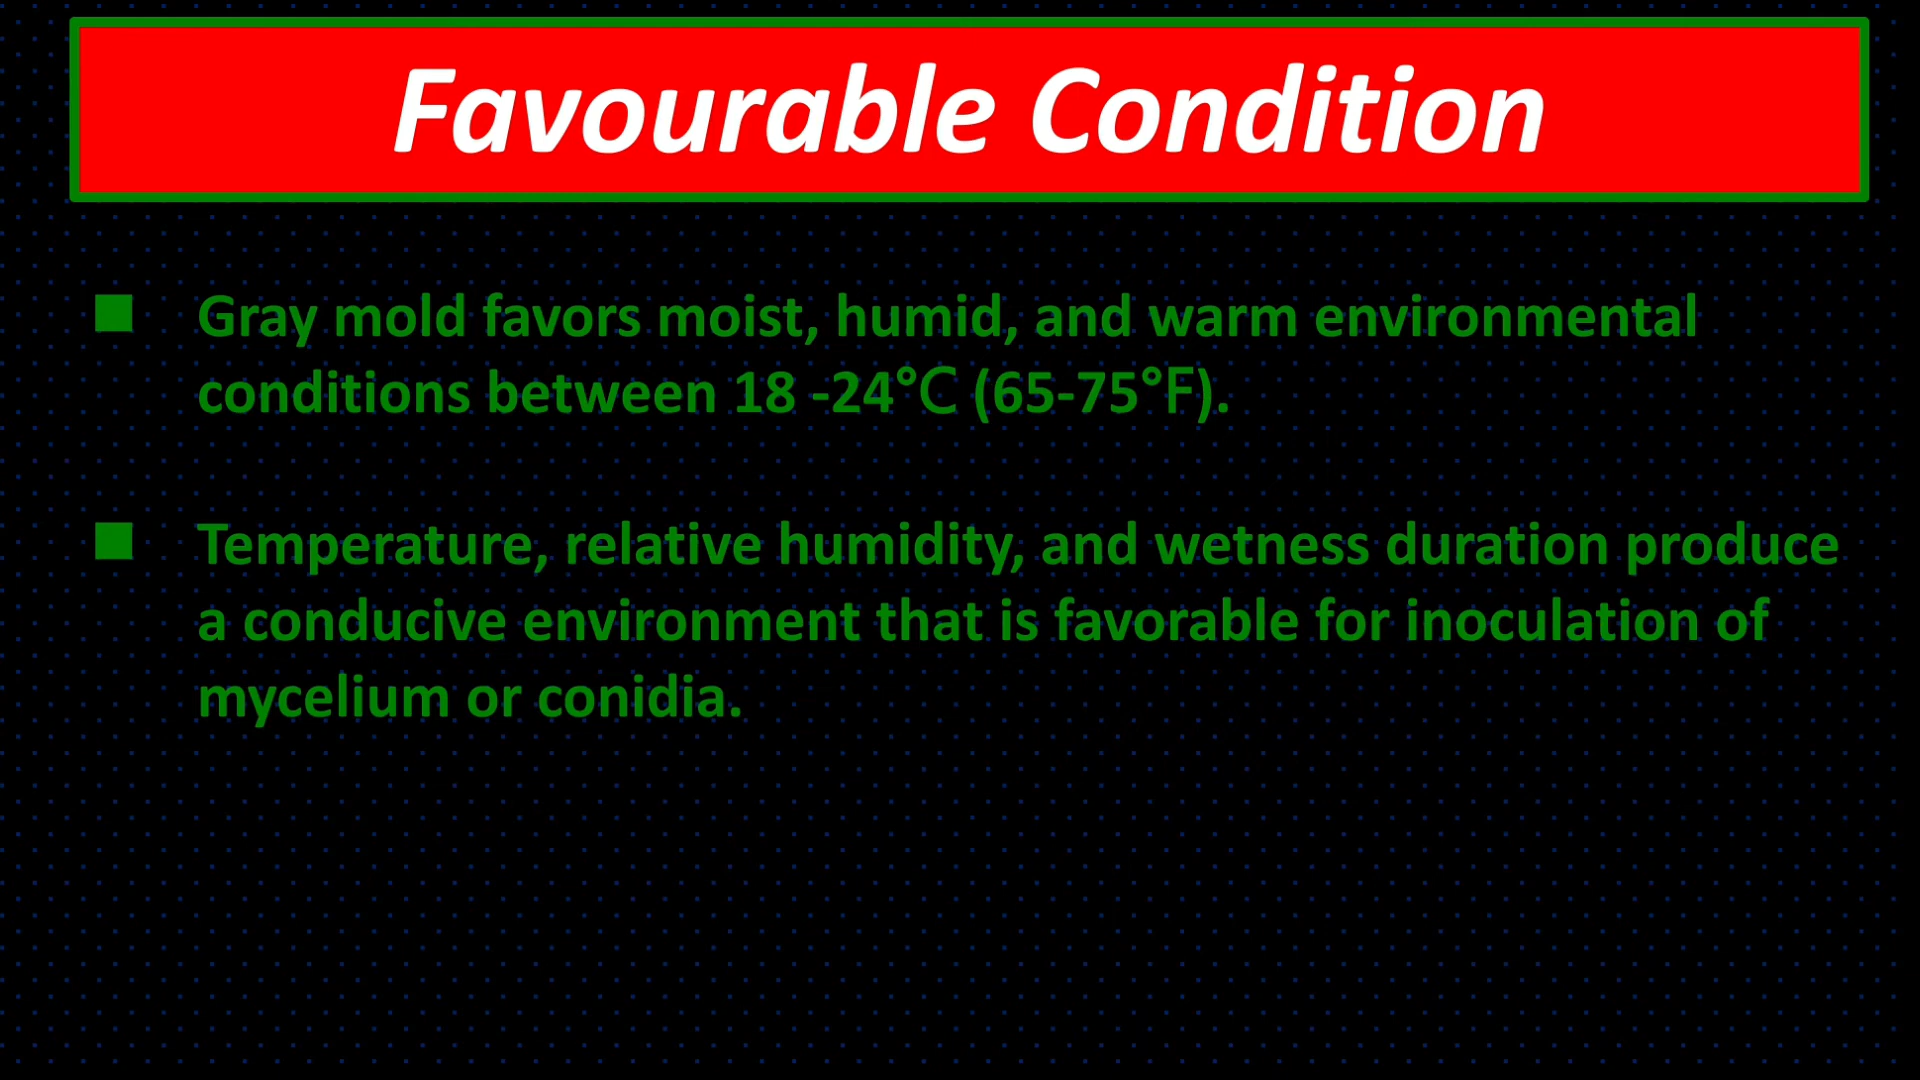 Favourable Condition
■ Gray mold favors moist, humid, and warm environmental
conditions between 18 -24°C (65-75°F).
■ Temperature, relative humidity, and wetness duration produce
a conducive environment that is favorable for inoculation of
mycelium or conidia.